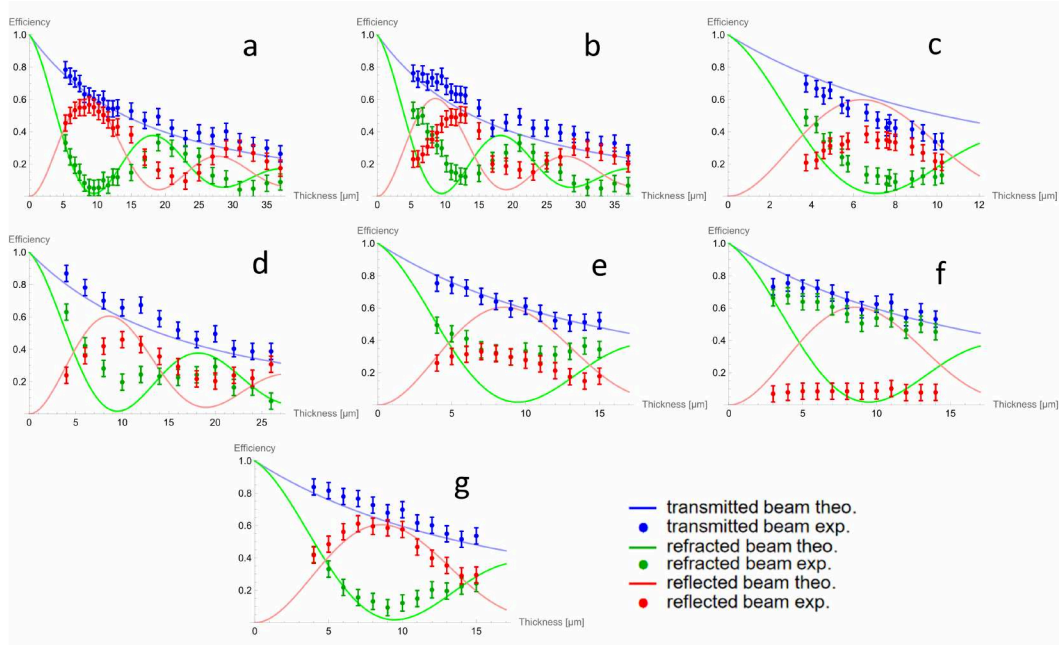 Efficiency
1.0
0.8
0.6
0.4
0.2
a
0 5 10 15 20 25 30 35
Thickness [μm]
Efficiency
1.0
0.8
0.6
0.4
0.2
b
0 5 10 15 20 25 30 35
Thickness [μm]
Efficiency
1.0
0.8
0.6
0.4
0.2
c
0 2 4 6 8 10 12
Thickness [μm]
Efficiency
1.0
0.8
0.6
0.4
0.2
d
0 5 10 15 20 25
Thickness [μm]
Efficiency
1.0
0.8
0.6
0.4
0.2
e
0 5 10 15
Thickness [μm]
Efficiency
1.0
0.8
0.6
0.4
0.2
f
0 5 10 15
Thickness [μm]
Efficiency
1.0
0.8
0.6
0.4
0.2
g
0 5 10 15
Thickness [μm]
transmitted beam theo.
transmitted beam exp.
refracted beam theo.
refracted beam exp.
reflected beam theo.
reflected beam exp.